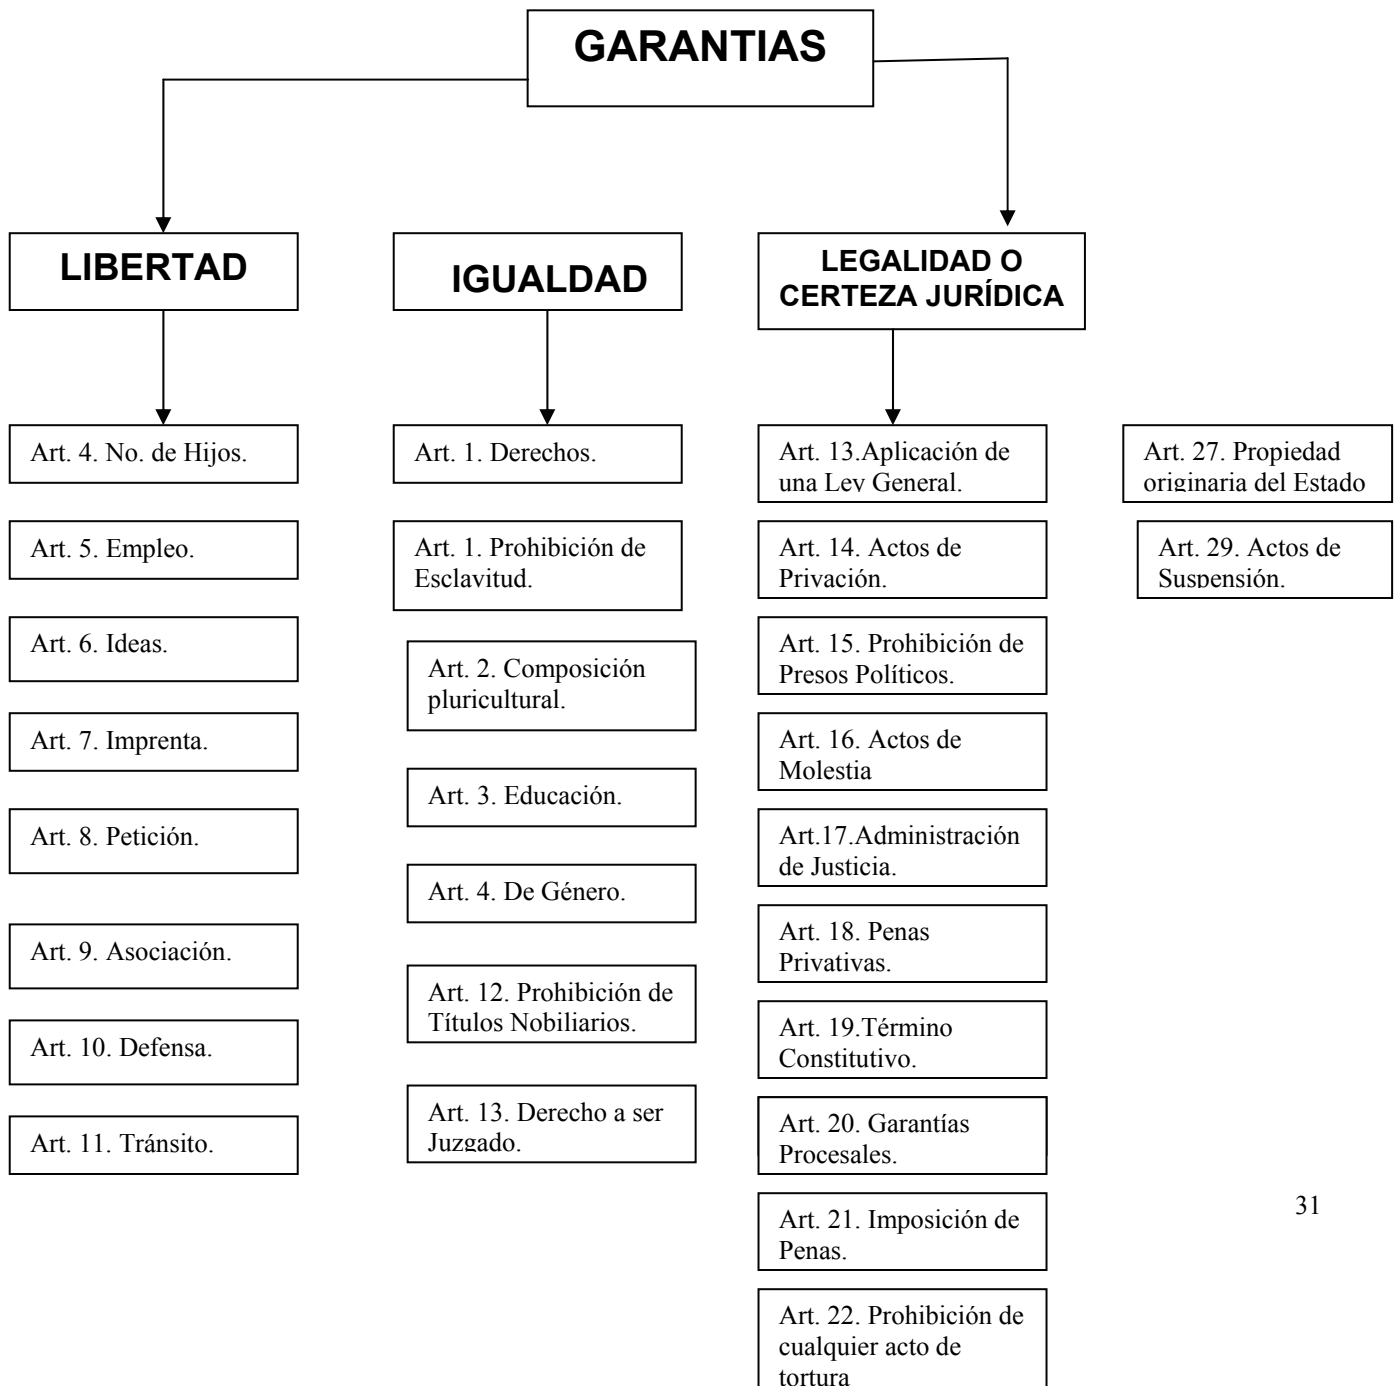 GARANTIAS
LIBERTAD
Art. 4. No. de Hijos.
Art. 5. Empleo.
Art. 6. Ideas.
Art. 7. Imprenta.
Art. 8. Petición.
Art. 9. Asociación.
Art. 10. Defensa.
Art. 11. Tránsito.
IGUALDAD
Art. 1. Derechos.
Art. 1. Prohibición de
Esclavitud.
Art. 2. Composición
pluricultural.
Art. 3. Educación.
Art. 4. De Género.
Art. 12. Prohibición de
Títulos Nobiliarios.
Art. 13. Derecho a ser
Juzgado.
LEGALIDAD O
CERTEZA JURÍDICA
Art. 13.Aplicación de
una Ley General.
Art. 14. Actos de
Privación.
Art. 15. Prohibición de
Presos Políticos.
Art. 16. Actos de
Molestia
Art.17.Administración
de Justicia.
Art. 18. Penas
Privativas.
Art. 19.Término
Constitutivo.
Art. 20. Garantías
Procesales.
Art. 21. Imposición de
Penas.
Art. 22. Prohibición de
cualquier acto de
tortura
Art. 27. Propiedad
originaria del Estado
Art. 29. Actos de
Suspensión.
31